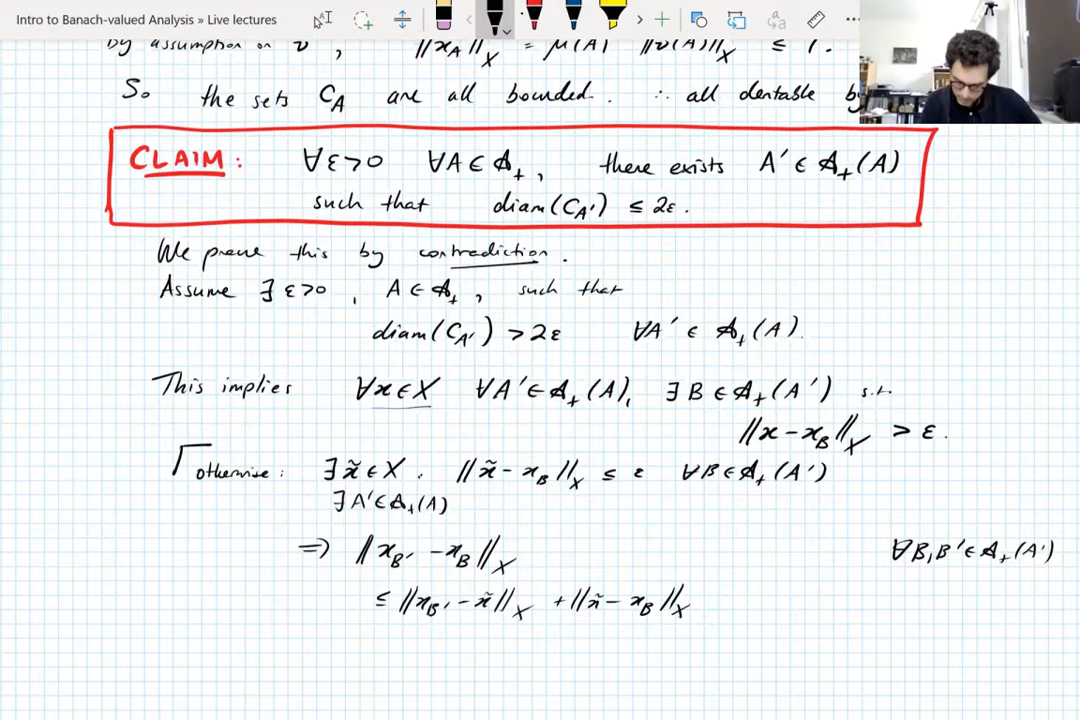 Intro to Banach-valued Analysis » Live lectures
By assumption on ν, ‖x_A‖_X = μ(A) ‖ν(A)‖_X ≤ 1.
So the sets C_A are all bounded. ∴ all dentable by
CLAIM: ∀ε>0 ∀A∈𝔸₊, there exists A' ∈ 𝔸₊(A)
such that diam(C_A') ≤ 2ε.
We prove this by contradiction.
Assume ∃ε>0, A∈𝔸₊, such that
diam(C_A') > 2ε ∀A' ∈ 𝔸₊(A).
This implies ∀x∈X ∀A'∈𝔸₊(A), ∃B∈𝔸₊(A') s.t.
‖x-x_B‖_X > ε.
otherwise: ∃x̃∈X. ‖x̃-x_B‖_X ≤ ε ∀B∈𝔸₊(A')
∃A'∈𝔸₊(A)
⇒ ‖x_B' - x_B‖_X ∀B,B'∈𝔸₊(A')
≤ ‖x_B' - x̃‖_X + ‖x̃ - x_B‖_X